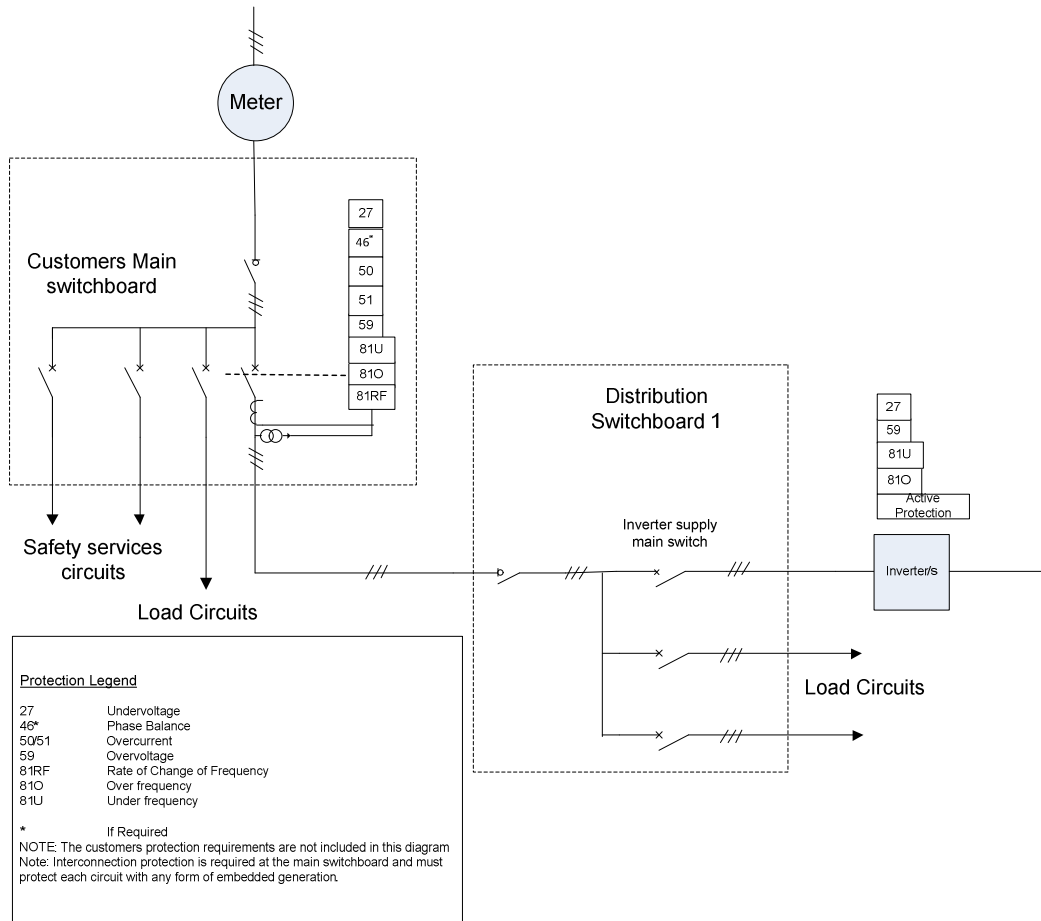 Meter
Customers Main
switchboard
27
46*
50
51
59
81U
81O
81RF
Safety services
circuits
Load Circuits
Distribution
Switchboard 1
Inverter supply
main switch
27
59
81U
81O
Active
Protection
Inverter/s
Load Circuits
Protection Legend
27 Undervoltage
46* Phase Balance
50/51 Overcurrent
59 Overvoltage
81RF Rate of Change of Frequency
81O Over frequency
81U Under frequency
* If Required
NOTE: The customers protection requirements are not included in this diagram
Note: Interconnection protection is required at the main switchboard and must
protect each circuit with any form of embedded generation.